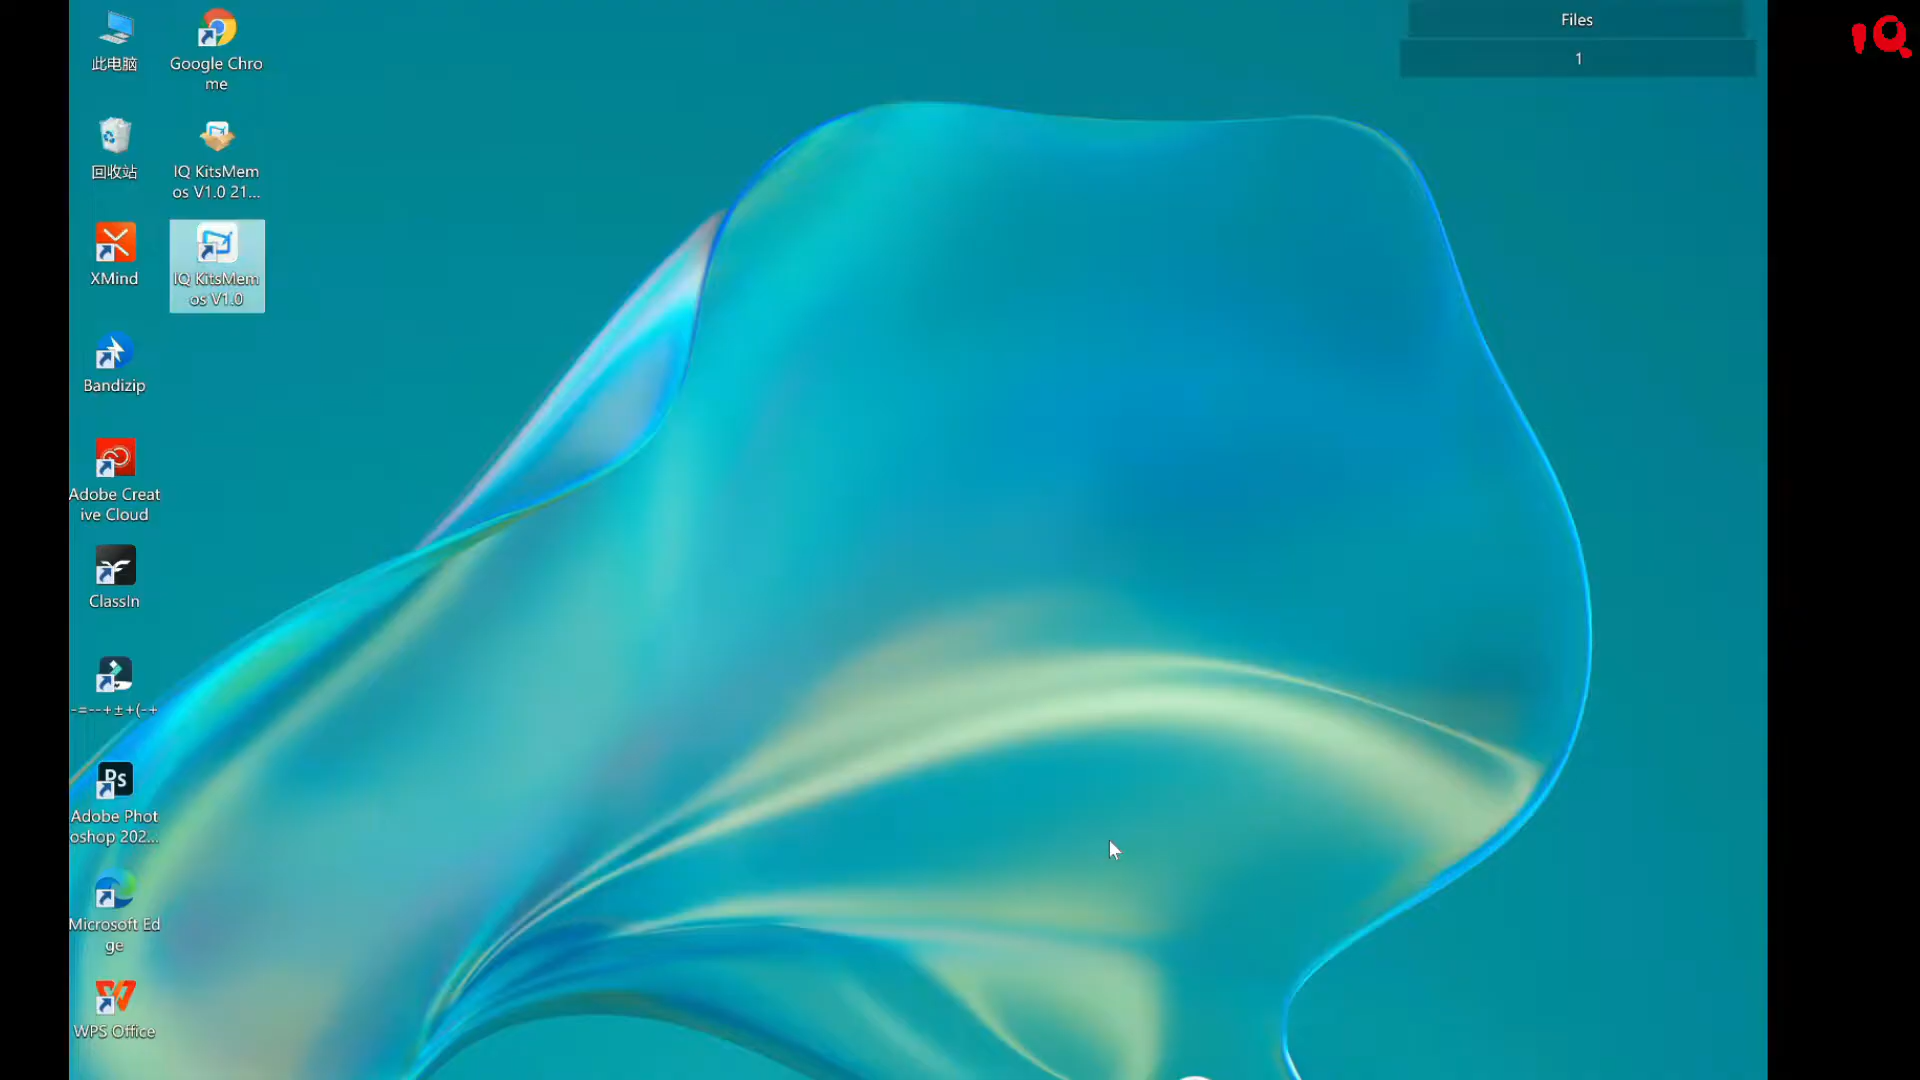 此电脑
Google Chro
me
回收站
IQ KitsMem
os V1.0 21...
XMind
IQ KitsMem
os V1.0
Bandizip
Adobe Creat
ive Cloud
ClassIn
-=--+±+(-+
Ps
Adobe Phot
oshop 202...
Microsoft Ed
ge
WPS Office
Files
1
IQ